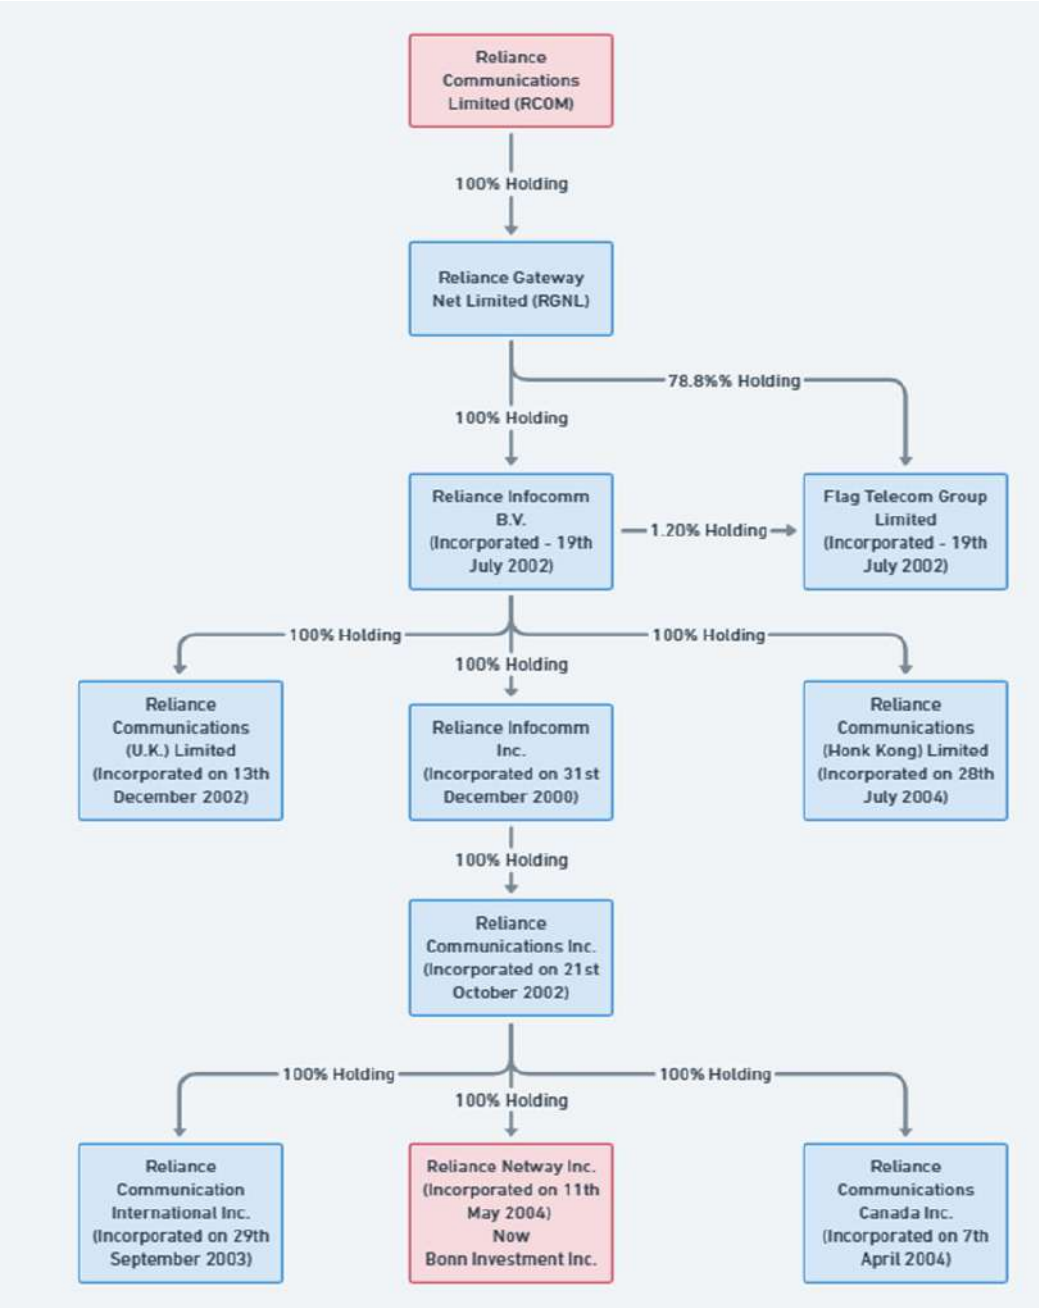 Reliance
Communications
Limited (RCOM)
100% Holding
Reliance Gateway
Net Limited (RGNL)
78.8%% Holding
100% Holding
Reliance Infocomm
B.V.
(Incorporated - 19th
July 2002)
1.20% Holding
Flag Telecom Group
Limited
(Incorporated - 19th
July 2002)
100% Holding
100% Holding
100% Holding
Reliance
Communications
(U.K.) Limited
(Incorporated on 13th
December 2002)
Reliance Infocomm
Inc.
(Incorporated on 31st
December 2000)
Reliance
Communications
(Honk Kong) Limited
(Incorporated on 28th
July 2004)
100% Holding
Reliance
Communications Inc.
(Incorporated on 21st
October 2002)
100% Holding
100% Holding
100% Holding
Reliance
Communication
International Inc.
(Incorporated on 29th
September 2003)
Reliance Netway Inc.
(Incorporated on 11th
May 2004)
Now
Bonn Investment Inc.
Reliance
Communications
Canada Inc.
(Incorporated on 7th
April 2004)